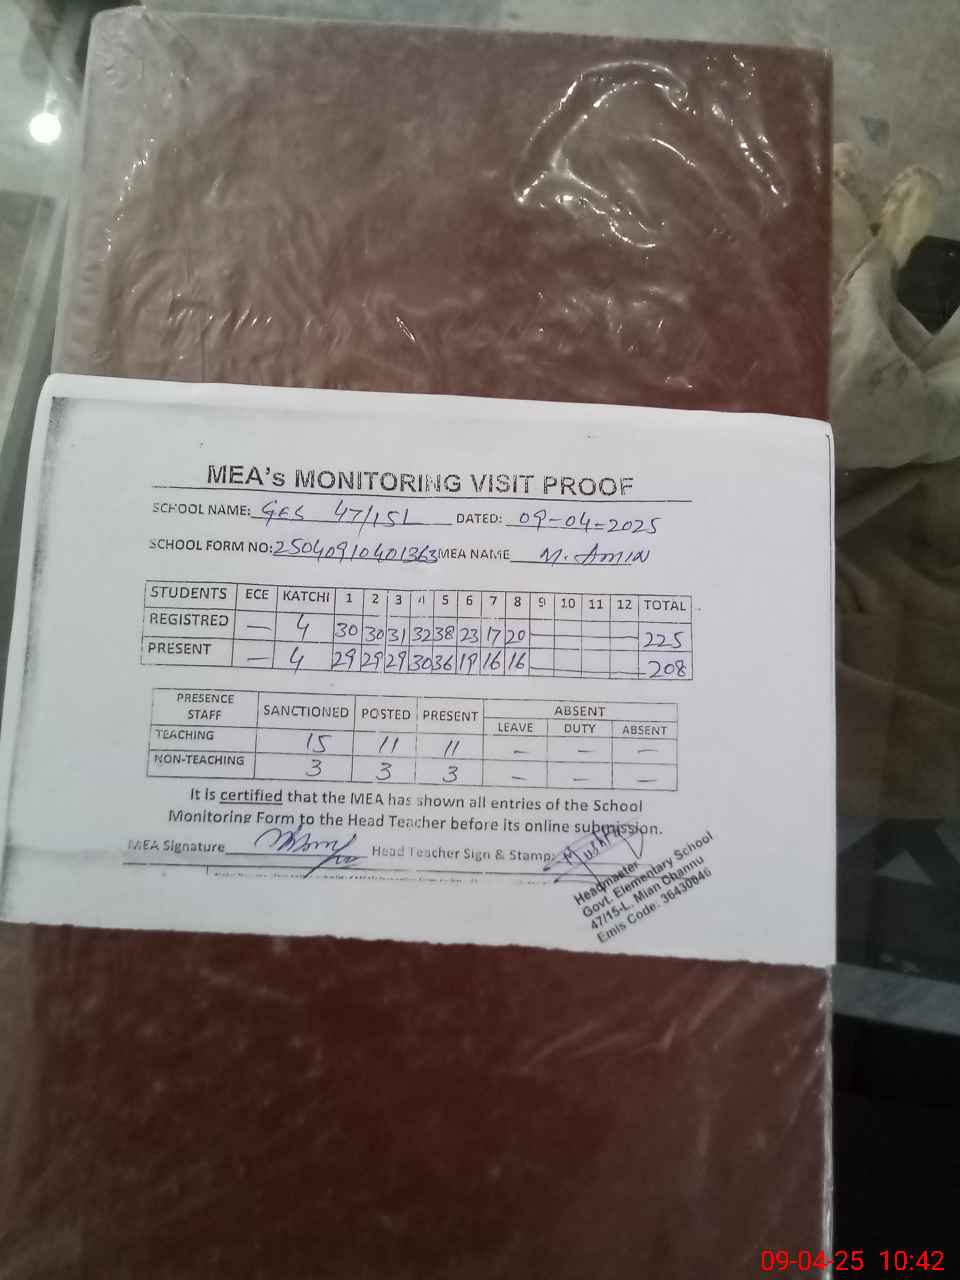 MEA's MONITORING VISIT PROOF
SCHOOL NAME: GES 47/15L DATED: 09-04-2025
SCHOOL FORM NO: 25040910401363 MEA NAME M. AMIN
STUDENTS ECE KATCHI 1 2 3 4 5 6 7 8 9 10 11 12 TOTAL
REGISTRED — 4 30 30 31 32 38 23 17 20 225
PRESENT — 4 29 29 29 30 36 19 16 16 208
PRESENCE STAFF SANCTIONED POSTED PRESENT ABSENT
LEAVE DUTY ABSENT
TEACHING 15 11 11 — — —
NON-TEACHING 3 3 3 — — —
It is certified that the MEA has shown all entries of the School
Monitoring Form to the Head Teacher before its online submission.
MEA Signature Head Teacher Sign & Stamp:
Headmaster
Govt. Elementary School
47/15-L, Mian Channu
Emis Code: 36430046
09-04-25 10:42